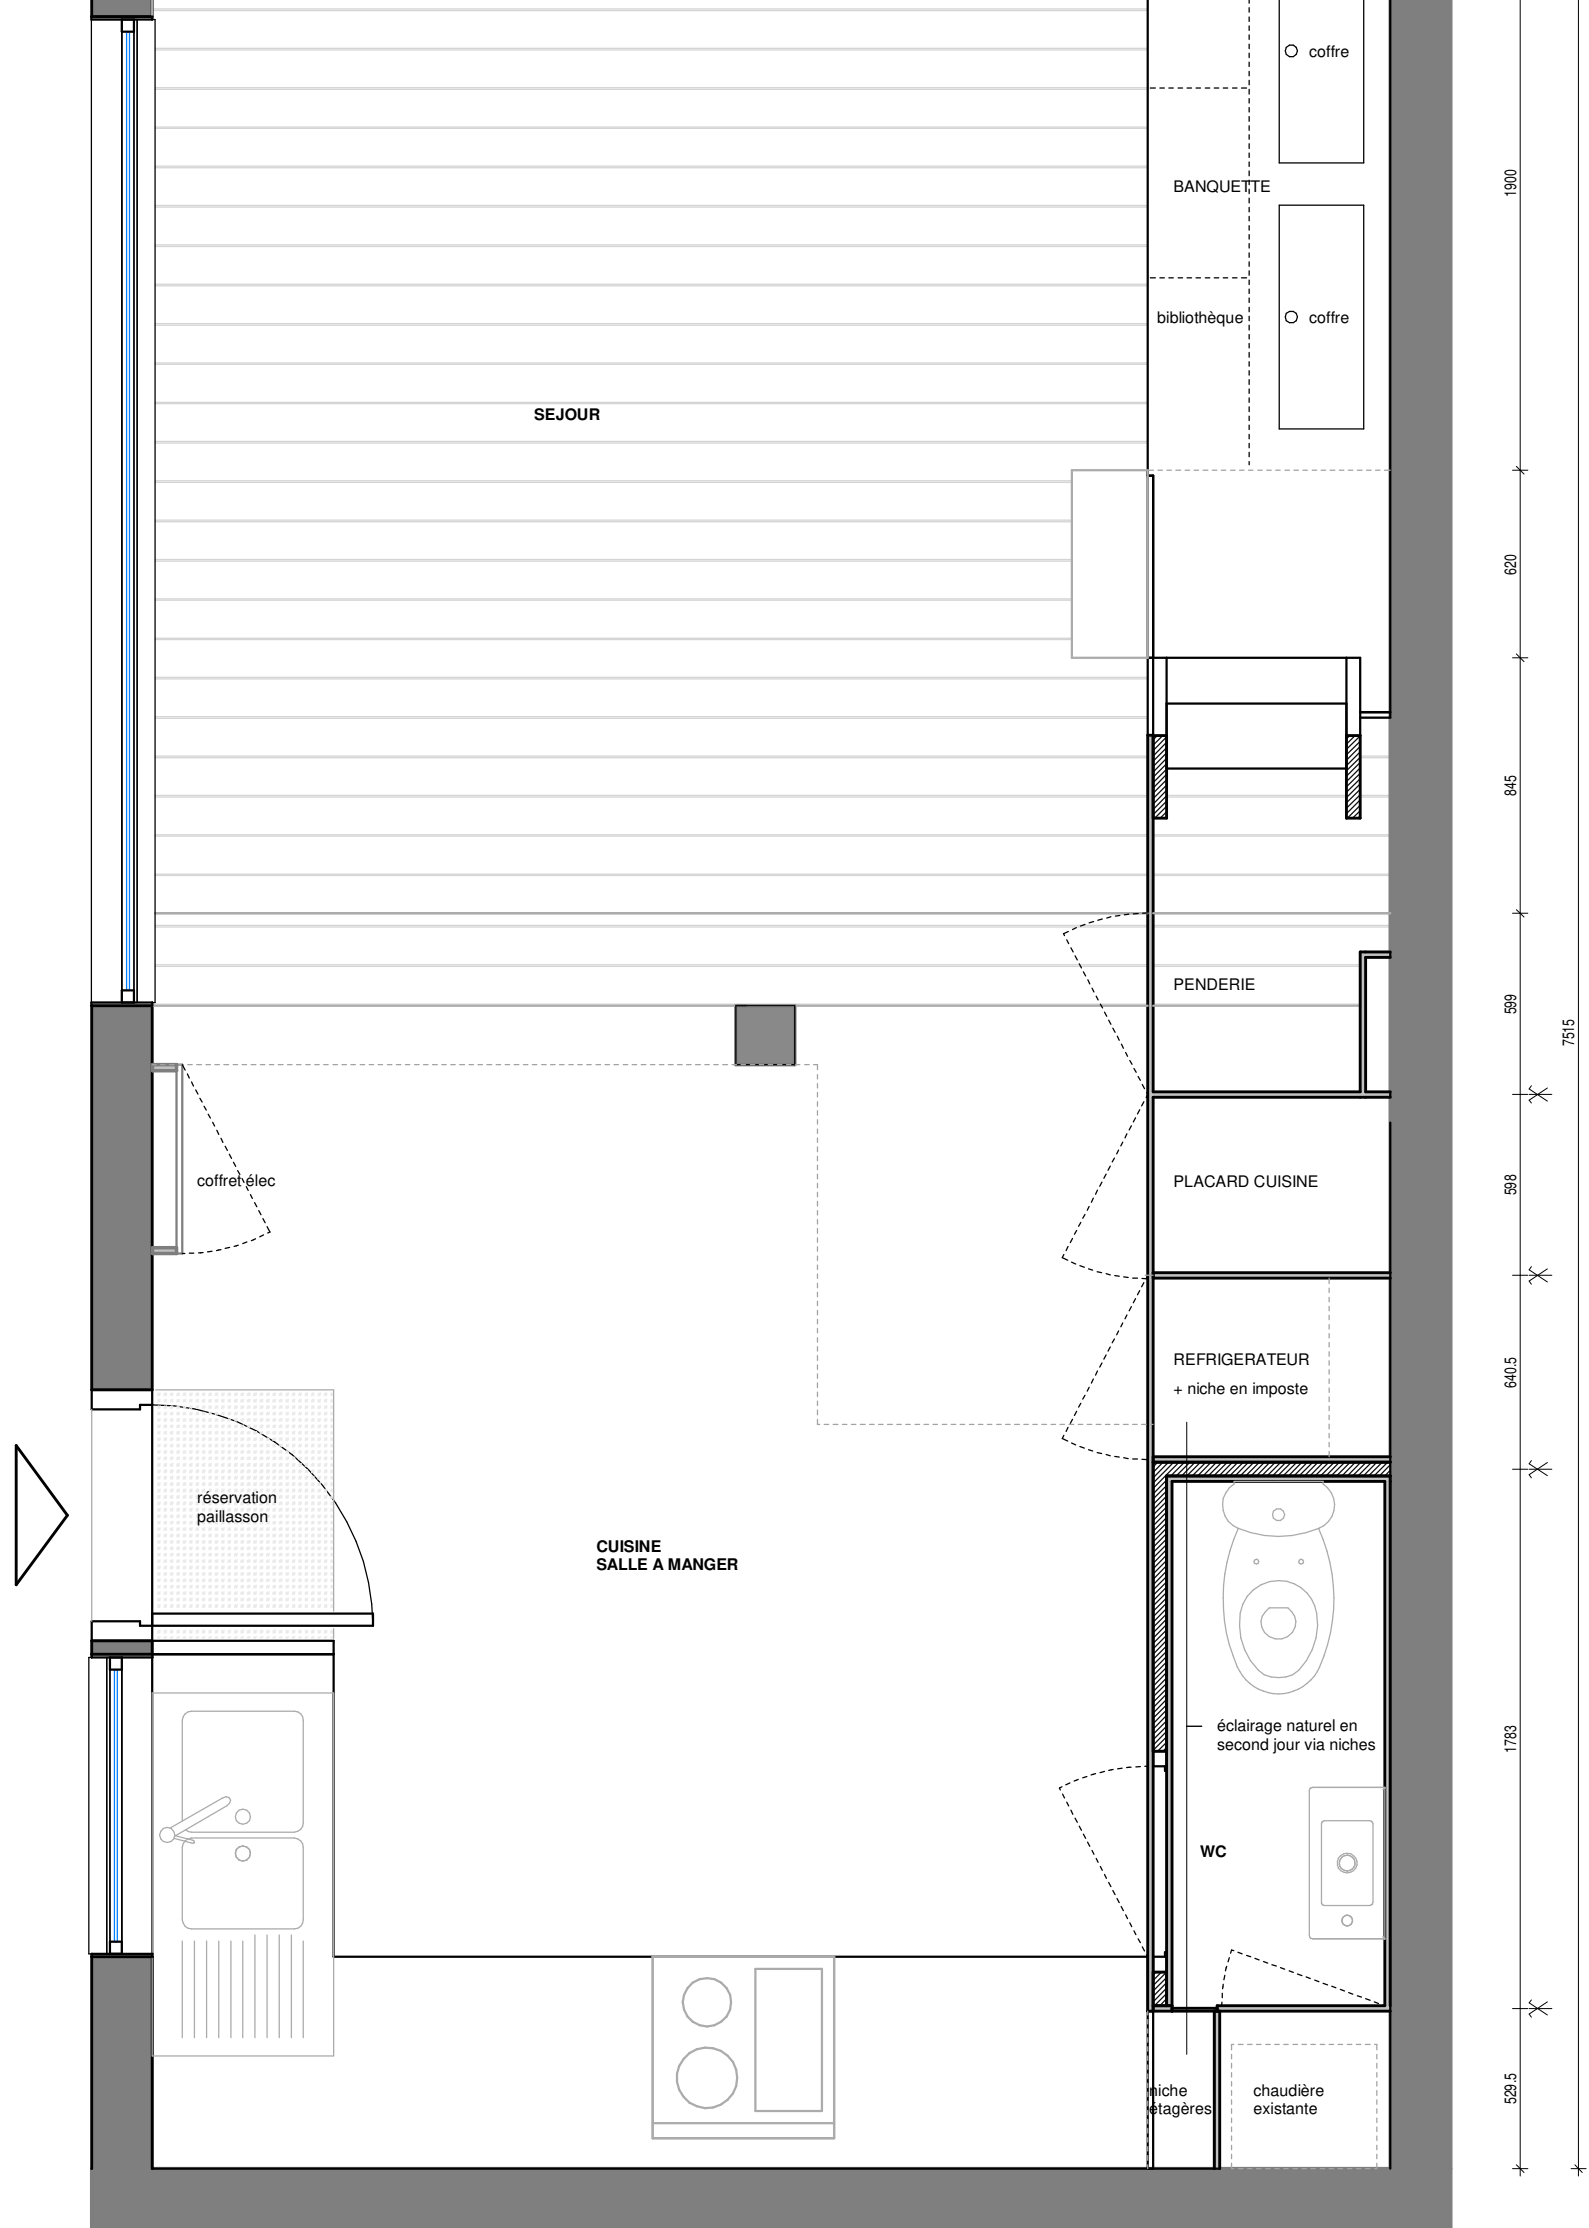 coffre
1900
BANQUETTE
bibliothèque
coffre
SEJOUR
620
845
PENDERIE
599
7515
coffret élec
PLACARD CUISINE
598
REFRIGERATEUR
+ niche en imposte
640.5
réservation
paillasson
CUISINE
SALLE A MANGER
éclairage naturel en
second jour via niches
1783
WC
niche
étagères
chaudière
existante
529.5